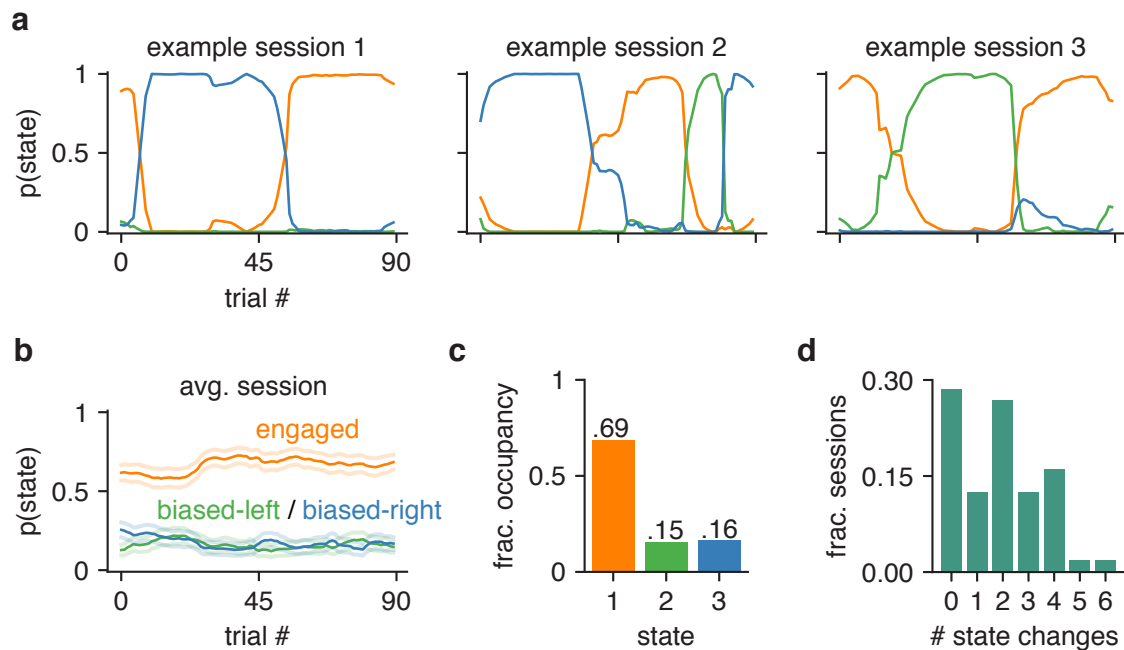 a
example session 1
example session 2
example session 3
p(state)
1
0.5
0
0
45
90
trial #
b
avg. session
p(state)
1
0.5
0
engaged
biased-left / biased-right
0
45
90
trial #
c
frac. occupancy
1
0.5
0
.69
.15
.16
1
2
3
state
d
frac. sessions
0.30
0.15
0.00
0
1
2
3
4
5
6
# state changes